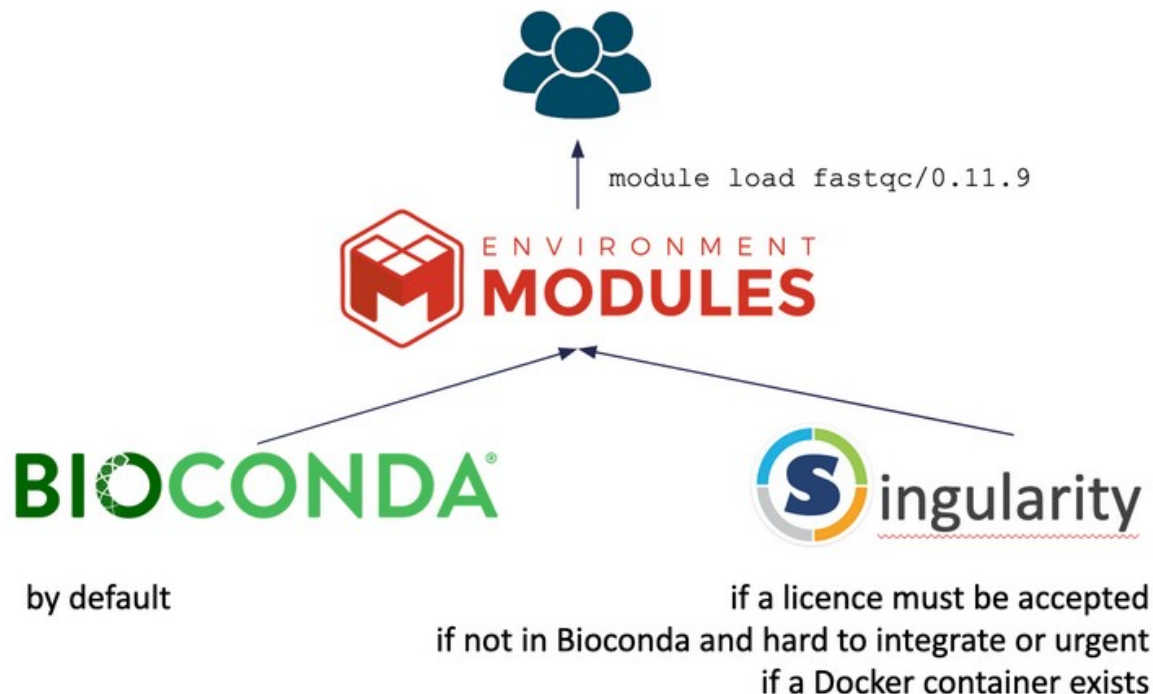 module load fastqc/0.11.9
ENVIRONMENT
MODULES
BIOCONDA®
Singularity
by default
if a licence must be accepted
if not in Bioconda and hard to integrate or urgent
if a Docker container exists